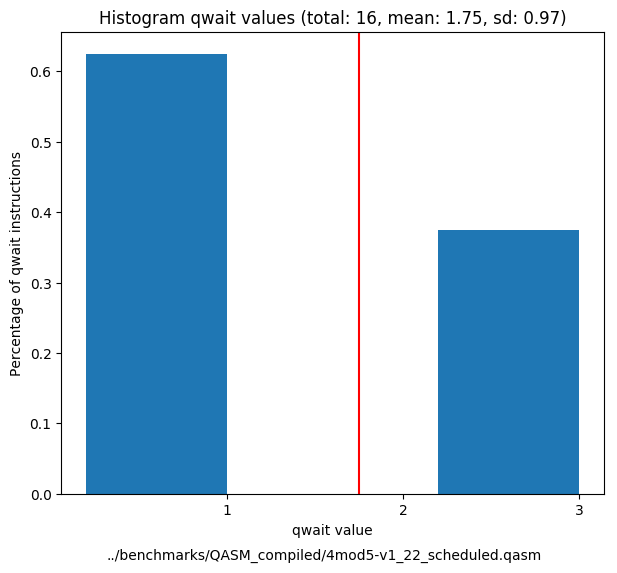 Histogram qwait values (total: 16, mean: 1.75, sd: 0.97)
Percentage of qwait instructions
0.6
0.5
0.4
0.3
0.2
0.1
0.0
1 2 3
qwait value
../benchmarks/QASM_compiled/4mod5-v1_22_scheduled.qasm